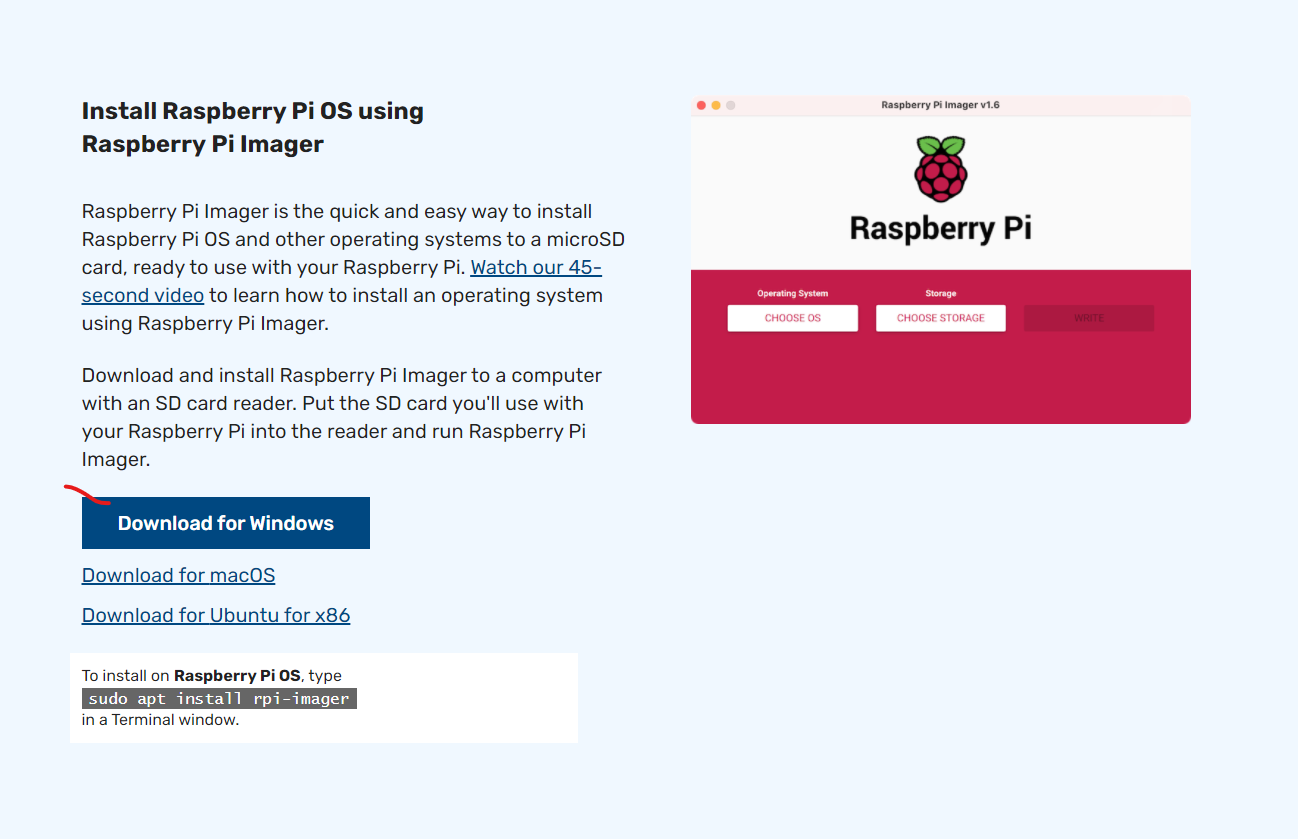 Install Raspberry Pi OS using
Raspberry Pi Imager
Raspberry Pi Imager is the quick and easy way to install
Raspberry Pi OS and other operating systems to a microSD
card, ready to use with your Raspberry Pi. Watch our 45-
second video to learn how to install an operating system
using Raspberry Pi Imager.
Download and install Raspberry Pi Imager to a computer
with an SD card reader. Put the SD card you'll use with
your Raspberry Pi into the reader and run Raspberry Pi
Imager.
Download for Windows
Download for macOS
Download for Ubuntu for x86
To install on Raspberry Pi OS, type
sudo apt install rpi-imager
in a Terminal window.
Raspberry Pi Imager v1.6
Raspberry Pi
Operating System Storage
CHOOSE OS CHOOSE STORAGE WRITE